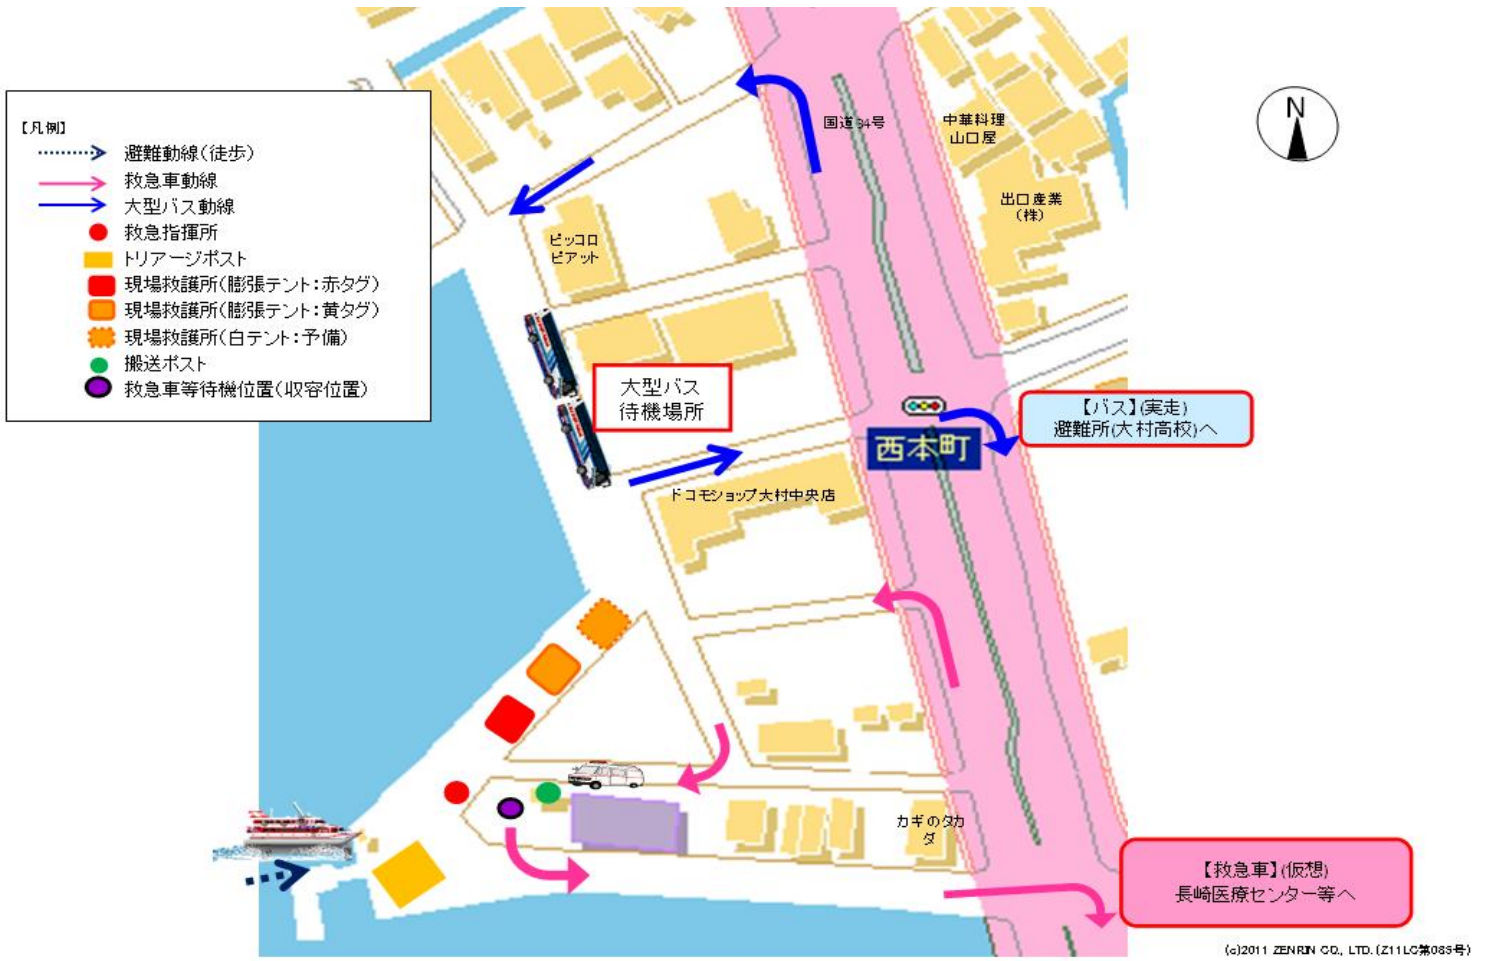 【凡例】
避難動線(徒歩)
救急車動線
大型バス動線
救急指揮所
トリアージポスト
現場救護所(膨張テント:赤タグ)
現場救護所(膨張テント:黄タグ)
現場救護所(白テント:予備)
搬送ポスト
救急車等待機位置(収容位置)
国道34号
中華料理
山口屋
出口産業
(株)
N
ピッコロ
ピアット
大型バス
待機場所
西本町
【バス】(実走)
避難所(大村高校)へ
ドコモショップ大村中央店
カギのタカ
ダ
【救急車】(仮想)
長崎医療センター等へ
(c)2011 ZENRIN CO., LTD. (Z11LC第085号)